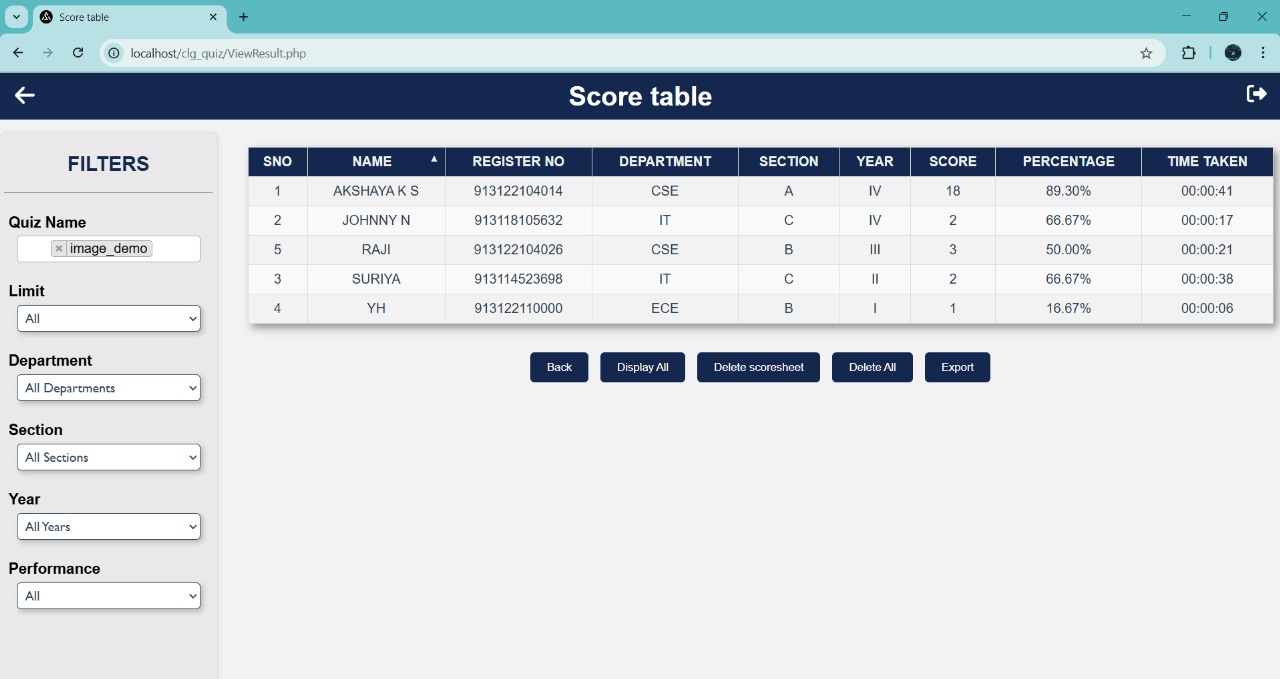 Score table
localhost/clg_quiz/ViewResult.php
Score table
FILTERS
Quiz Name
× image_demo
Limit
All
Department
All Departments
Section
All Sections
Year
All Years
Performance
All
SNO NAME ▲ REGISTER NO DEPARTMENT SECTION YEAR SCORE PERCENTAGE TIME TAKEN
1 AKSHAYA K S 913122104014 CSE A IV 18 89.30% 00:00:41
2 JOHNNY N 913118105632 IT C IV 2 66.67% 00:00:17
5 RAJI 913122104026 CSE B III 3 50.00% 00:00:21
3 SURIYA 913114523698 IT C II 2 66.67% 00:00:38
4 YH 913122110000 ECE B I 1 16.67% 00:00:06
Back Display All Delete scoresheet Delete All Export